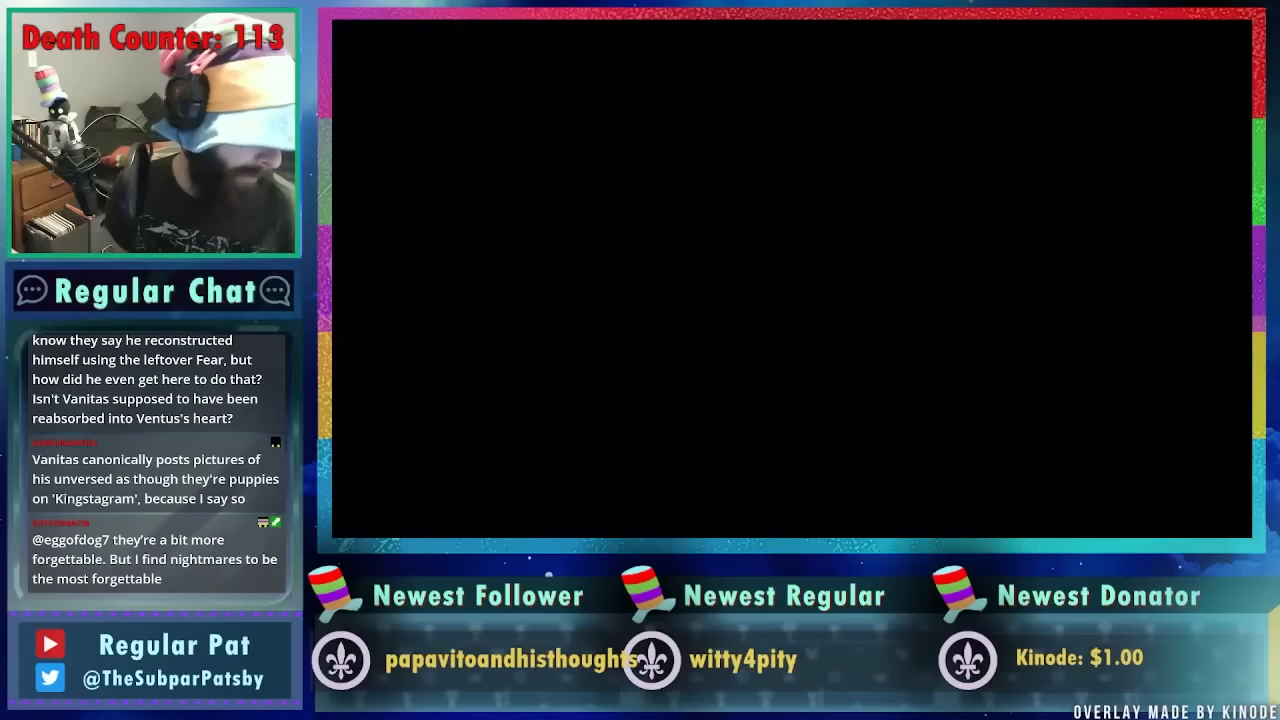 Death Counter: 113
Regular Chat
know they say he reconstructed
himself using the leftover Fear, but
how did he even get here to do that?
Isn't Vanitas supposed to have been
reabsorbed into Ventus's heart?
Vanitas canonically posts pictures of
his unversed as though they're puppies
on 'Kingstagram', because I say so
@eggofdog7 they're a bit more
forgettable. But I find nightmares to be
the most forgettable
Regular Pat
@TheSubparPatsby
Newest Follower
papavitoandhisthoughts
Newest Regular
witty4pity
Newest Donator
Kinode: $1.00
OVERLAY MADE BY KINODE